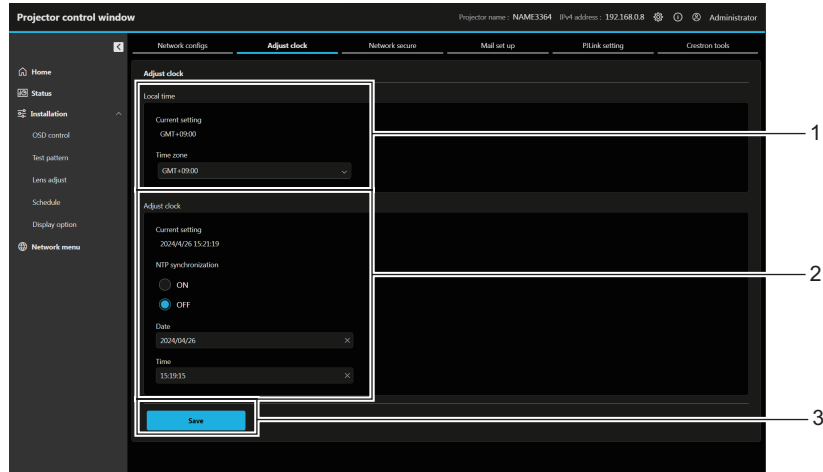 Projector control window
Projector name : NAME3364 IPv4 address : 192.168.0.8 Administrator
Network configs Adjust clock Network secure Mail set up PJLink setting Crestron tools
Home
Status
Installation
OSD control
Test pattern
Lens adjust
Schedule
Display option
Network menu
Adjust clock
Local time
Current setting
GMT+09:00
Time zone
GMT+09:00
1
Adjust clock
Current setting
2024/4/26 15:21:19
NTP synchronization
ON
OFF
Date
2024/04/26
Time
15:19:15
2
Save
3